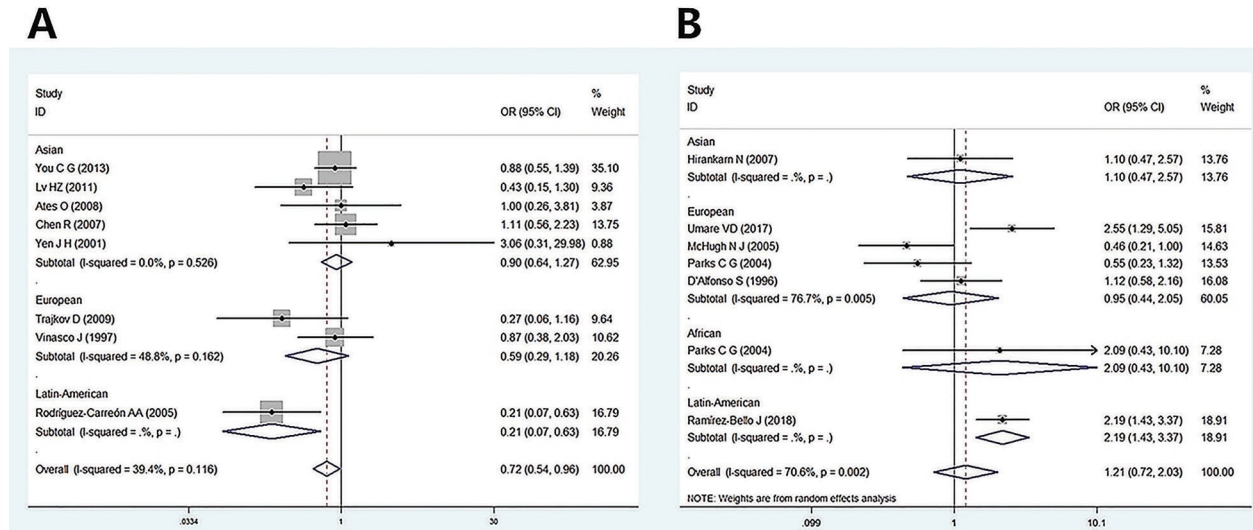 A
Study %
ID OR (95% CI) Weight
Asian
You C G (2013) 0.88 (0.55, 1.39) 35.10
Lv HZ (2011) 0.43 (0.15, 1.30) 9.36
Ates O (2008) 1.00 (0.26, 3.81) 3.87
Chen R (2007) 1.11 (0.56, 2.23) 13.75
Yen J H (2001) 3.06 (0.31, 29.98) 0.88
Subtotal (I-squared = 0.0%, p = 0.526) 0.90 (0.64, 1.27) 62.95
.
European
Trajkov D (2009) 0.27 (0.06, 1.16) 9.64
Vinasco J (1997) 0.87 (0.38, 2.03) 10.62
Subtotal (I-squared = 48.8%, p = 0.162) 0.59 (0.29, 1.18) 20.26
.
Latin-American
Rodríguez-Carreón AA (2005) 0.21 (0.07, 0.63) 16.79
Subtotal (I-squared = .%, p = .) 0.21 (0.07, 0.63) 16.79
.
Overall (I-squared = 39.4%, p = 0.116) 0.72 (0.54, 0.96) 100.00
.0334 1 30
B
Study %
ID OR (95% CI) Weight
Asian
Hirankarn N (2007) 1.10 (0.47, 2.57) 13.76
Subtotal (I-squared = .%, p = .) 1.10 (0.47, 2.57) 13.76
.
European
Umare VD (2017) 2.55 (1.29, 5.05) 15.81
McHugh N J (2005) 0.46 (0.21, 1.00) 14.63
Parks C G (2004) 0.55 (0.23, 1.32) 13.53
D'Alfonso S (1996) 1.12 (0.58, 2.16) 16.08
Subtotal (I-squared = 76.7%, p = 0.005) 0.95 (0.44, 2.05) 60.05
.
African
Parks C G (2004) 2.09 (0.43, 10.10) 7.28
Subtotal (I-squared = .%, p = .) 2.09 (0.43, 10.10) 7.28
.
Latin-American
Ramírez-Bello J (2018) 2.19 (1.43, 3.37) 18.91
Subtotal (I-squared = .%, p = .) 2.19 (1.43, 3.37) 18.91
.
Overall (I-squared = 70.6%, p = 0.002) 1.21 (0.72, 2.03) 100.00
NOTE: Weights are from random effects analysis
.099 1 10.1